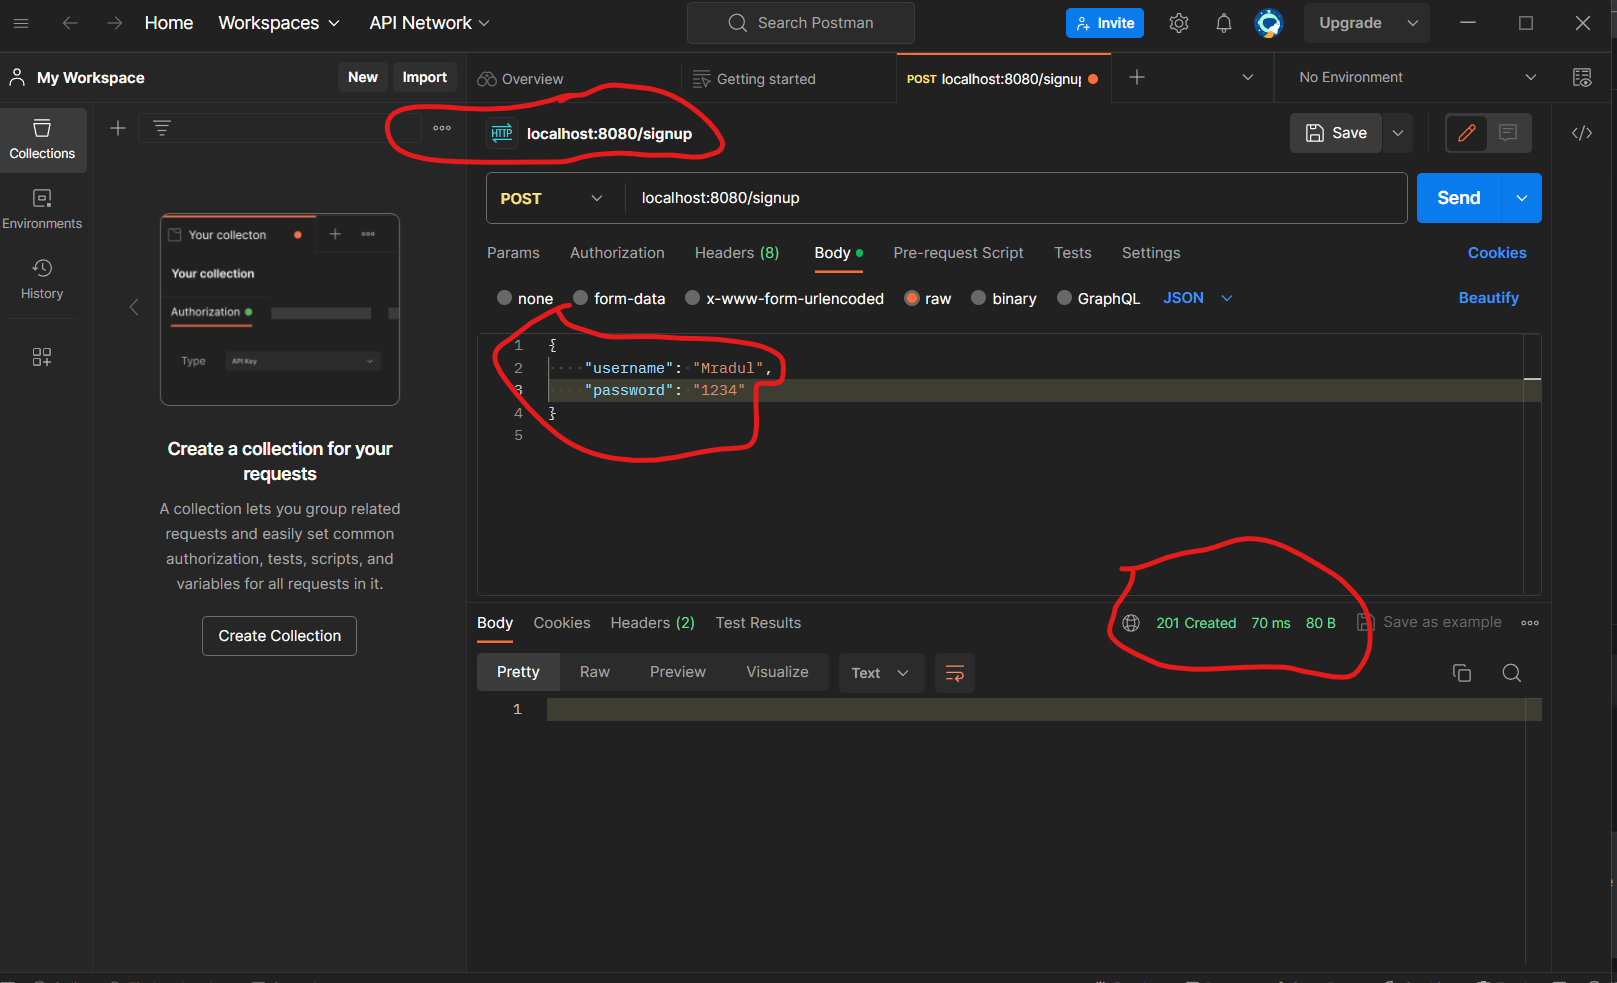 Home Workspaces API Network Search Postman Invite Upgrade
My Workspace New Import Overview Getting started POST localhost:8080/signup No Environment
Collections
Environments
History
Your collecton
Your collection
Authorization
Type API Key
Create a collection for your
requests
A collection lets you group related
requests and easily set common
authorization, tests, scripts, and
variables for all requests in it.
Create Collection
HTTP localhost:8080/signup Save
POST localhost:8080/signup Send
Params Authorization Headers (8) Body Pre-request Script Tests Settings Cookies
none form-data x-www-form-urlencoded raw binary GraphQL JSON Beautify
1 {
2 "username": "Mradul",
3 "password": "1234"
4 }
5
Body Cookies Headers (2) Test Results 201 Created 70 ms 80 B Save as example
Pretty Raw Preview Visualize Text
1